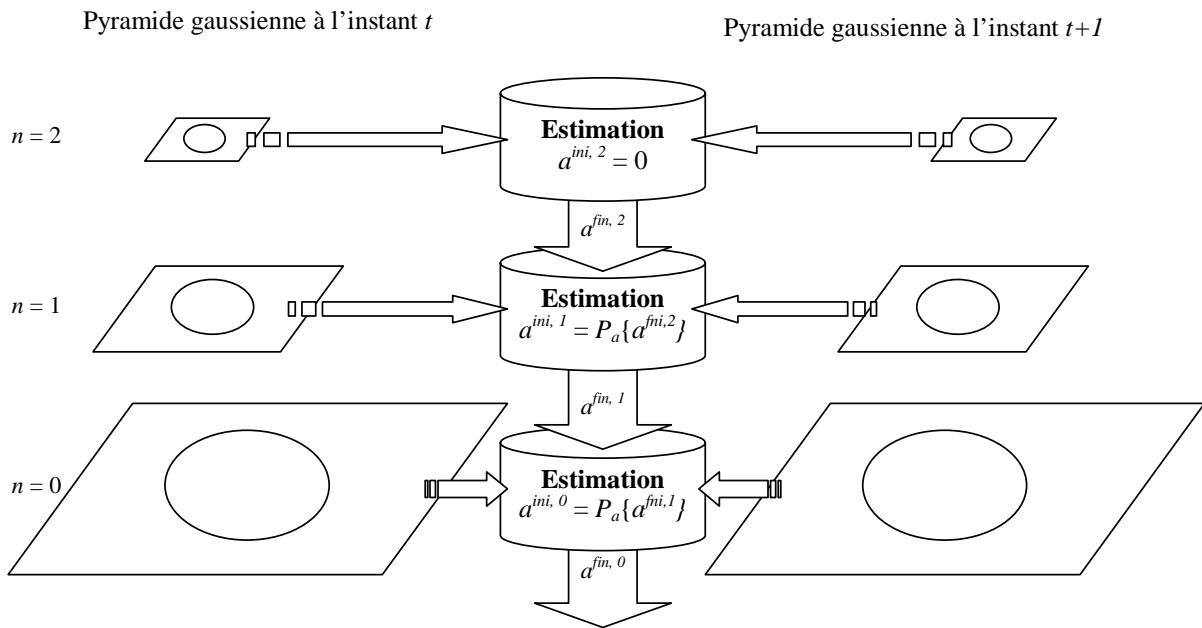 Pyramide gaussienne à l'instant t
Pyramide gaussienne à l'instant t+1
n = 2
Estimation
a^{ini, 2} = 0
a^{fin, 2}
n = 1
Estimation
a^{ini, 1} = P_a{a^{fni,2}}
a^{fin, 1}
n = 0
Estimation
a^{ini, 0} = P_a{a^{fni,1}}
a^{fin, 0}